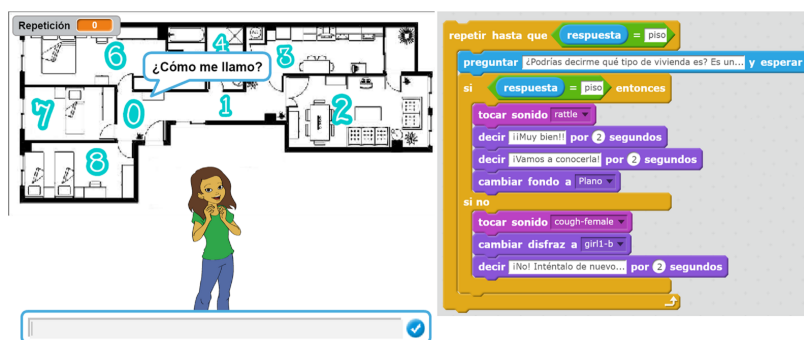 Repetición 0
6
4
3
¿Cómo me llamo?
7
0
1
2
8
repetir hasta que respuesta = piso
preguntar ¿Podrías decirme qué tipo de vivienda es? Es un... y esperar
si respuesta = piso entonces
tocar sonido rattle
decir ¡¡Muy bien!! por 2 segundos
decir ¡Vamos a conocerla! por 2 segundos
cambiar fondo a Plano
si no
tocar sonido cough-female
cambiar disfraz a girl1-b
decir ¡No! Inténtalo de nuevo... por 2 segundos